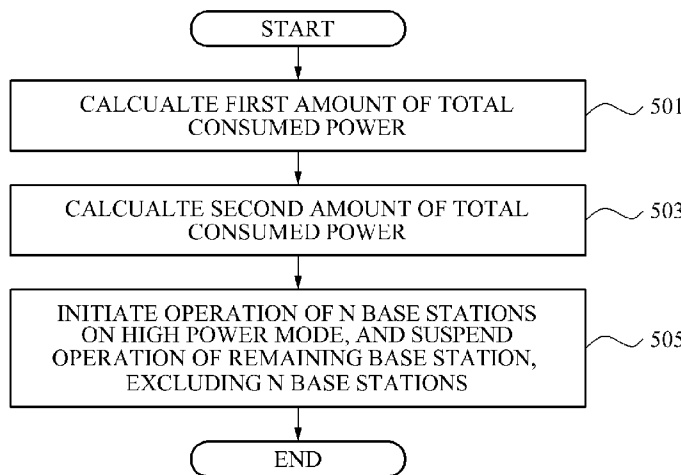 START
CALCUALTE FIRST AMOUNT OF TOTAL
CONSUMED POWER
501
CALCUALTE SECOND AMOUNT OF TOTAL
CONSUMED POWER
503
INITIATE OPERATION OF N BASE STATIONS
ON HIGH POWER MODE, AND SUSPEND
OPERATION OF REMAINING BASE STATION,
EXCLUDING N BASE STATIONS
505
END